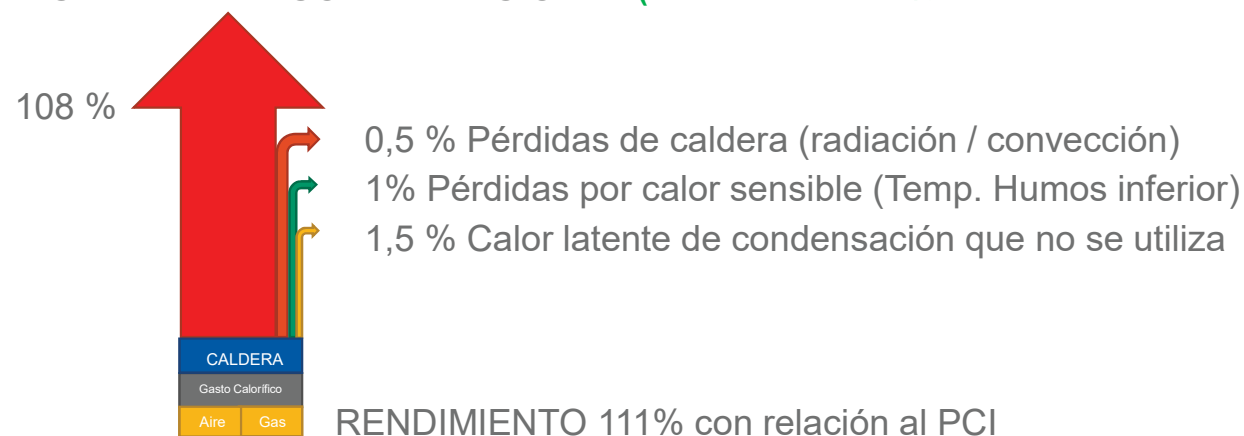 108 %
0,5 % Pérdidas de caldera (radiación / convección)
1% Pérdidas por calor sensible (Temp. Humos inferior)
1,5 % Calor latente de condensación que no se utiliza
CALDERA
Gasto Calorífico
Aire Gas
RENDIMIENTO 111% con relación al PCI